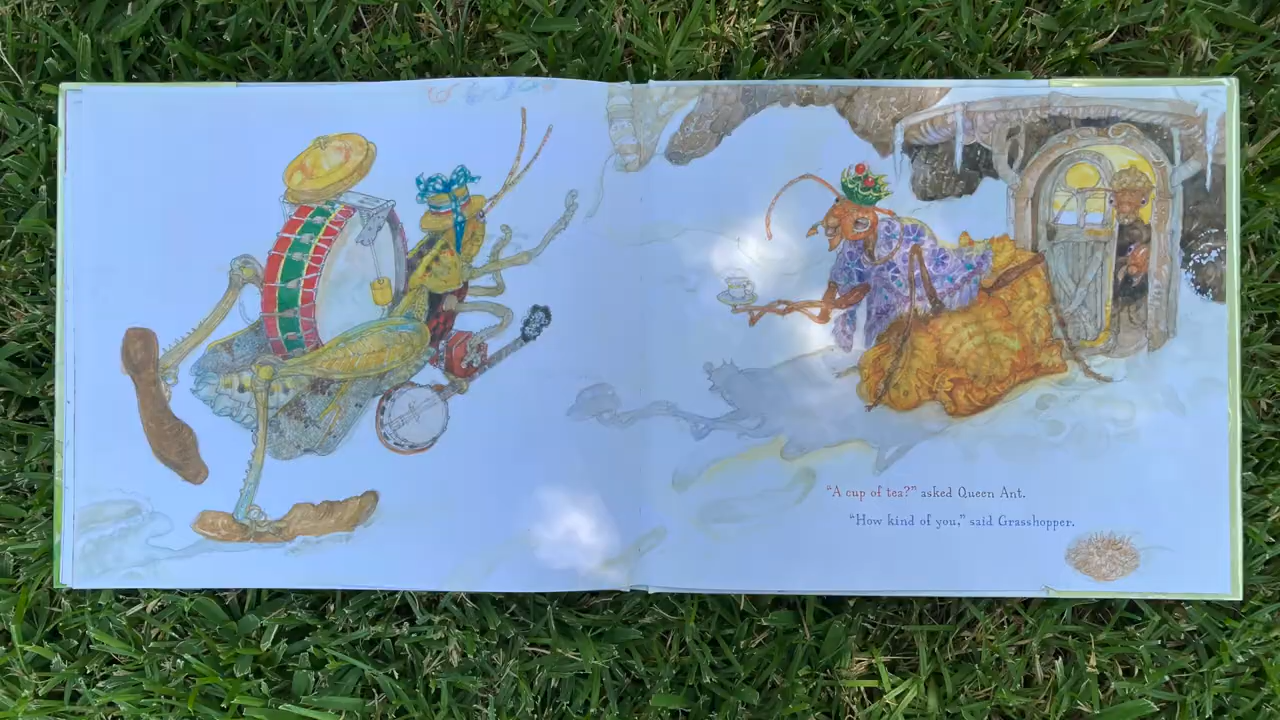 “A cup of tea?” asked Queen Ant.
“How kind of you,” said Grasshopper.